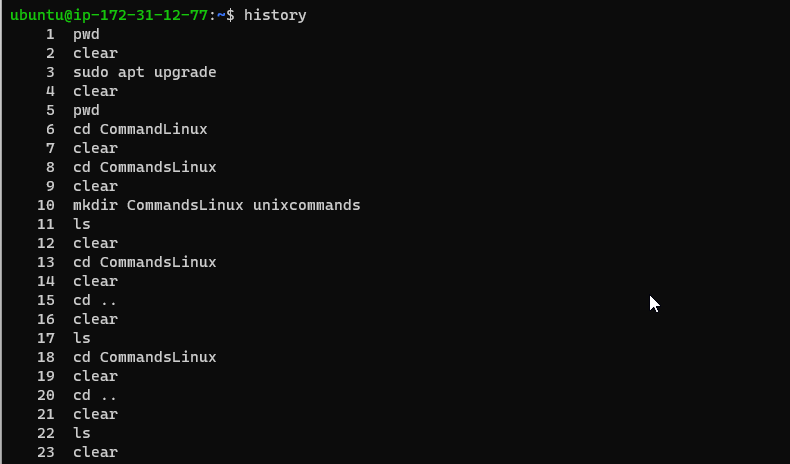 ubuntu@ip-172-31-12-77:~$ history
1 pwd
2 clear
3 sudo apt upgrade
4 clear
5 pwd
6 cd CommandLinux
7 clear
8 cd CommandsLinux
9 clear
10 mkdir CommandsLinux unixcommands
11 ls
12 clear
13 cd CommandsLinux
14 clear
15 cd ..
16 clear
17 ls
18 cd CommandsLinux
19 clear
20 cd ..
21 clear
22 ls
23 clear